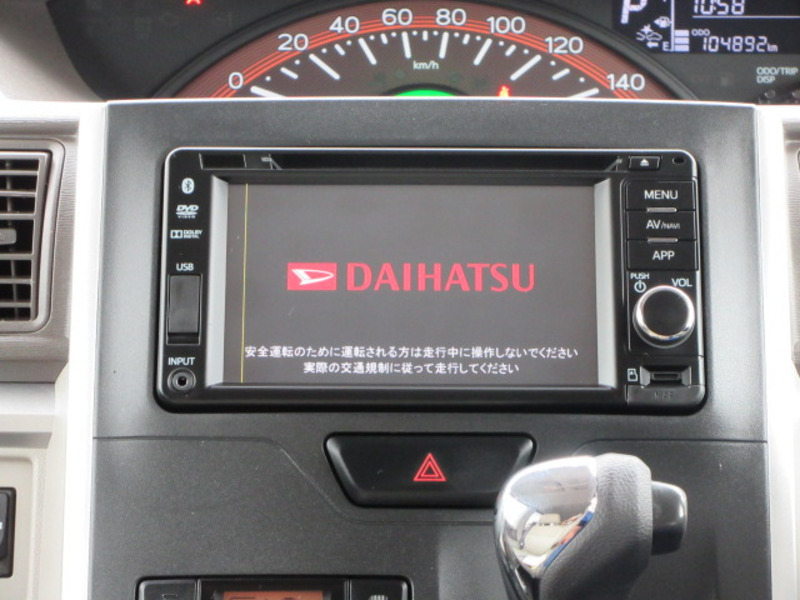 P
10:58
ODO
E
104892km
ODO/TRIP
DISP
0 20 40 60 80 100 120 140
km/h
MENU
AV/NAVI
APP
PUSH
VOL
DVD
VIDEO
DOLBY
DIGITAL
USB
INPUT
DAIHATSU
安全運転のために運転される方は走行中に操作しないでください
実際の交通規制に従って走行してください